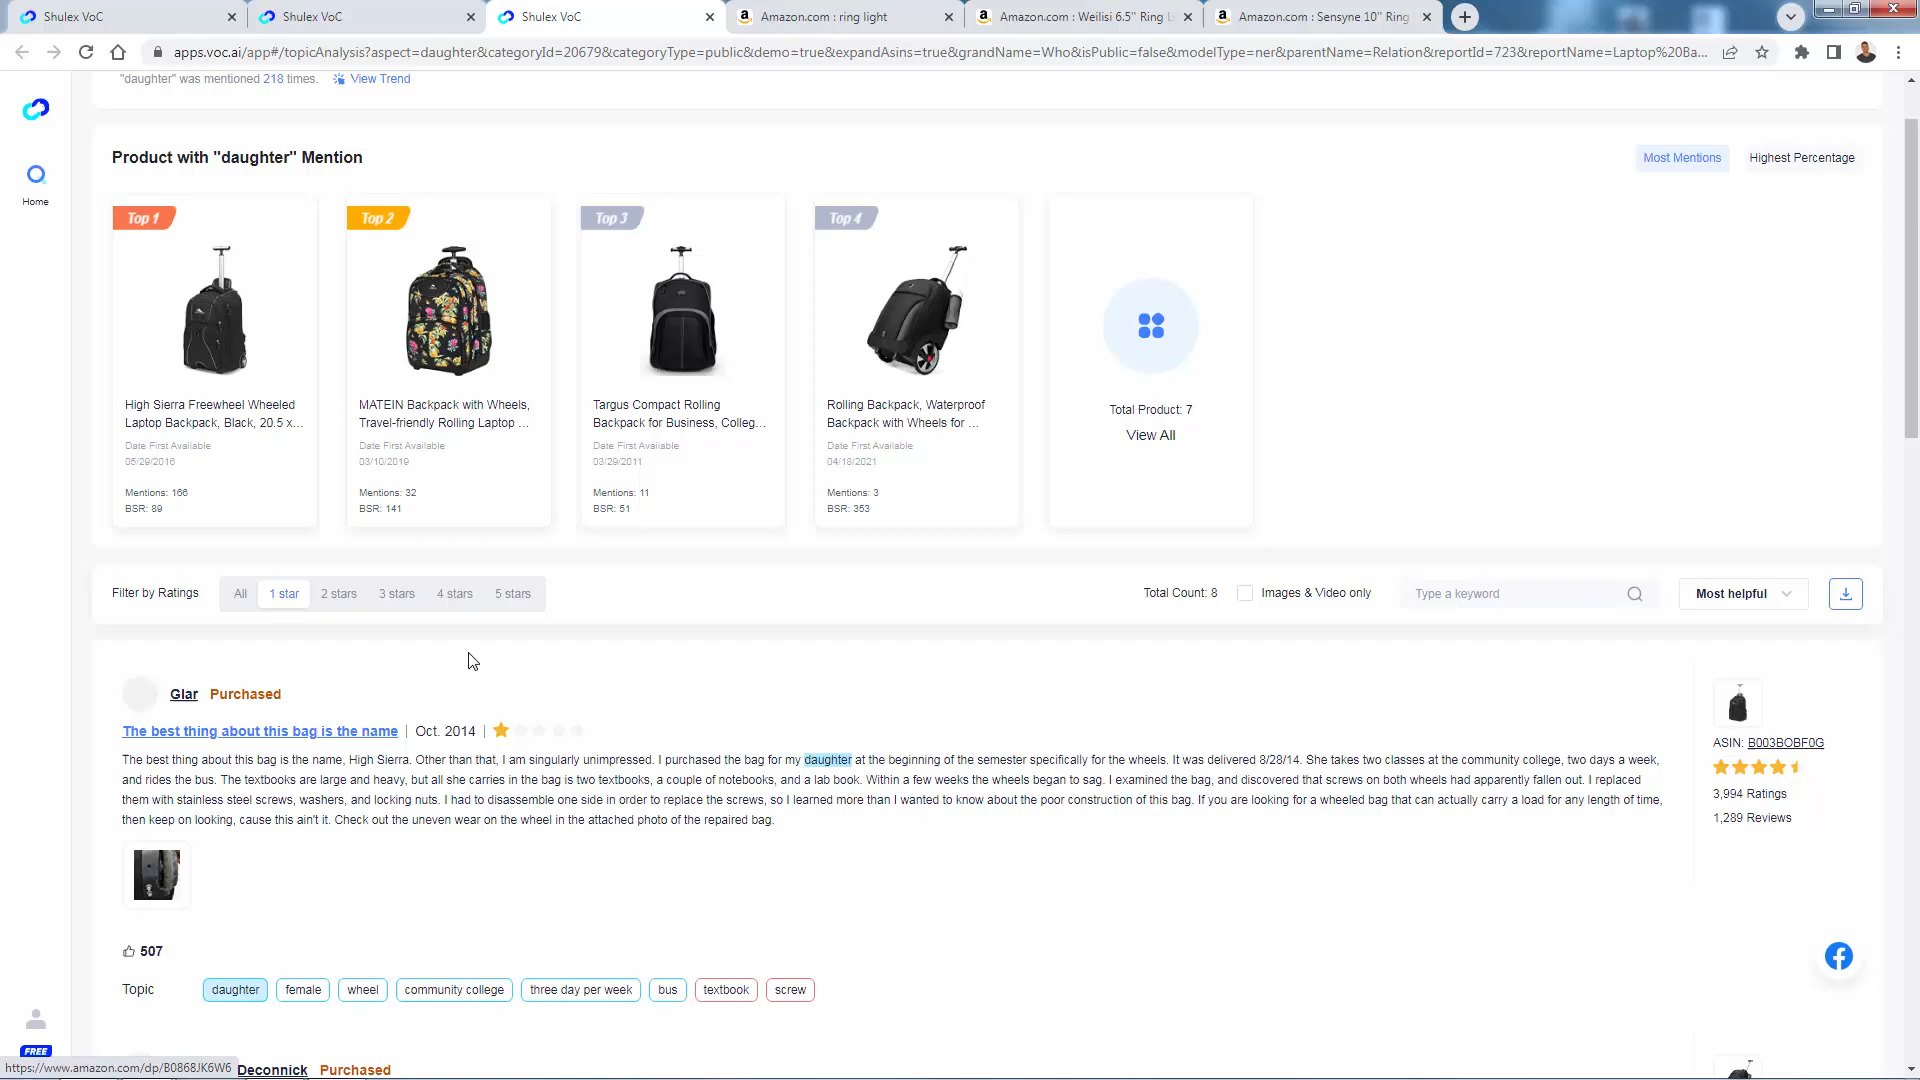 Shulex VoC
Shulex VoC
Shulex VoC
Amazon.com : ring light
Amazon.com : Weilisi 6.5" Ring L
Amazon.com : Sensyne 10" Ring
apps.voc.ai/app#/topicAnalysis?aspect=daughter&categoryId=20679&categoryType=public&demo=true&expandAsins=true&grandName=Who&isPublic=false&modelType=ner&parentName=Relation&reportId=723&reportName=Laptop%20Ba...
"daughter" was mentioned 218 times. View Trend
Home
Product with "daughter" Mention
Most Mentions
Highest Percentage
Top 1
Top 2
Top 3
Top 4
High Sierra Freewheel Wheeled
Laptop Backpack, Black, 20.5 x...
Date First Available
05/29/2016
Mentions: 166
BSR: 89
MATEIN Backpack with Wheels,
Travel-friendly Rolling Laptop ...
Date First Available
03/10/2019
Mentions: 32
BSR: 141
Targus Compact Rolling
Backpack for Business, Colleg...
Date First Available
03/29/2011
Mentions: 11
BSR: 51
Rolling Backpack, Waterproof
Backpack with Wheels for ...
Date First Available
04/18/2021
Mentions: 3
BSR: 353
Total Product: 7
View All
Filter by Ratings
All
1 star
2 stars
3 stars
4 stars
5 stars
Total Count: 8
Images & Video only
Type a keyword
Most helpful
Glar Purchased
The best thing about this bag is the name | Oct. 2014 |
The best thing about this bag is the name, High Sierra. Other than that, I am singularly unimpressed. I purchased the bag for my daughter at the beginning of the semester specifically for the wheels. It was delivered 8/28/14. She takes two classes at the community college, two days a week,
and rides the bus. The textbooks are large and heavy, but all she carries in the bag is two textbooks, a couple of notebooks, and a lab book. Within a few weeks the wheels began to sag. I examined the bag, and discovered that screws on both wheels had apparently fallen out. I replaced
them with stainless steel screws, washers, and locking nuts. I had to disassemble one side in order to replace the screws, so I learned more than I wanted to know about the poor construction of this bag. If you are looking for a wheeled bag that can actually carry a load for any length of time,
then keep on looking, cause this ain't it. Check out the uneven wear on the wheel in the attached photo of the repaired bag.
ASIN: B003BOBF0G
3,994 Ratings
1,289 Reviews
507
Topic
daughter
female
wheel
community college
three day per week
bus
textbook
screw
FREE
https://www.amazon.com/dp/B0868JK6W6
Deconnick Purchased